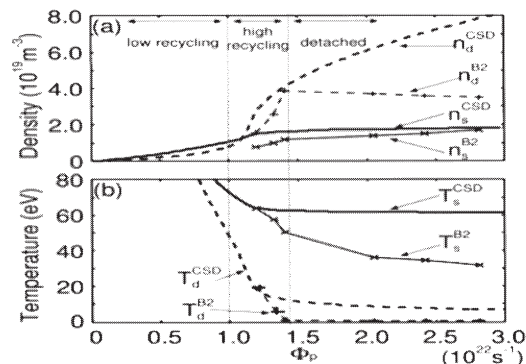 8.0
(a)
high
low recycling
recycling
detached
n_d^CSD
6.0
n_d^B2
4.0
n_s^CSD
2.0
n_s^B2
0
Density (10^19 m^-3)
80
(b)
T_s^CSD
60
T_s^B2
40
T_d^CSD
20
T_d^B2
0
Temperature (eV)
0 0.5 1.0 1.5 2.0 2.5 3.0
Φ_p (10^22 s^-1)